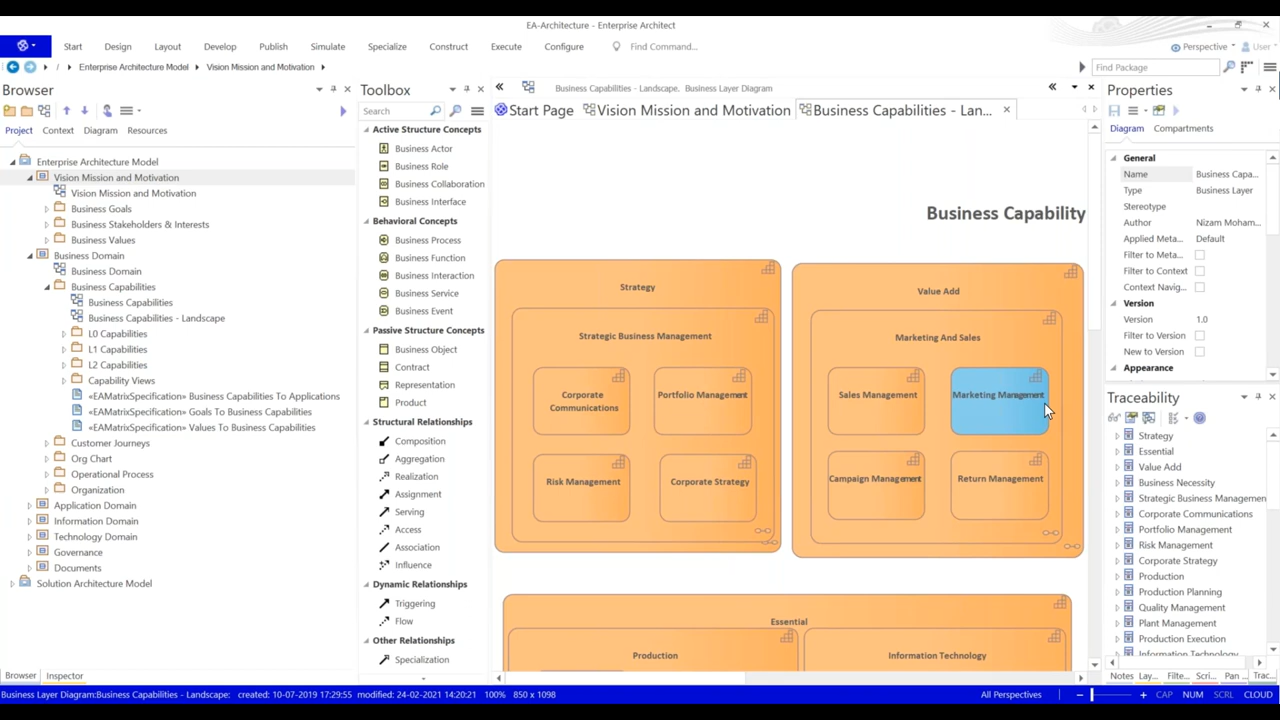 EA-Architecture - Enterprise Architect
Start Design Layout Develop Publish Simulate Specialize Construct Execute Configure Find Command... Perspective User
/ Enterprise Architecture Model Vision Mission and Motivation Find Package
Browser
Project Context Diagram Resources
Enterprise Architecture Model
Vision Mission and Motivation
Vision Mission and Motivation
Business Goals
Business Stakeholders & Interests
Business Values
Business Domain
Business Domain
Business Capabilities
Business Capabilities
Business Capabilities - Landscape
L0 Capabilities
L1 Capabilities
L2 Capabilities
Capability Views
«EAMatrixSpecification» Business Capabilities To Applications
«EAMatrixSpecification» Goals To Business Capabilities
«EAMatrixSpecification» Values To Business Capabilities
Customer Journeys
Org Chart
Operational Process
Organization
Application Domain
Information Domain
Technology Domain
Governance
Documents
Solution Architecture Model
Browser Inspector
Toolbox
Search
Active Structure Concepts
Business Actor
Business Role
Business Collaboration
Business Interface
Behavioral Concepts
Business Process
Business Function
Business Interaction
Business Service
Business Event
Passive Structure Concepts
Business Object
Contract
Representation
Product
Structural Relationships
Composition
Aggregation
Realization
Assignment
Serving
Access
Association
Influence
Dynamic Relationships
Triggering
Flow
Other Relationships
Specialization
Business Capabilities - Landscape. Business Layer Diagram
Start Page Vision Mission and Motivation Business Capabilities - Lan...
Business Capability
Strategy
Strategic Business Management
Corporate Communications
Portfolio Management
Risk Management
Corporate Strategy
Value Add
Marketing And Sales
Sales Management
Marketing Management
Campaign Management
Return Management
Essential
Production
Information Technology
Properties
Diagram Compartments
General
Name Business Capa...
Type Business Layer
Stereotype
Author Nizam Moham...
Applied Meta... Default
Filter to Meta...
Filter to Context
Context Navig...
Version
Version 1.0
Filter to Version
New to Version
Appearance
Traceability
Strategy
Essential
Value Add
Business Necessity
Strategic Business Managemen
Corporate Communications
Portfolio Management
Risk Management
Corporate Strategy
Production
Production Planning
Quality Management
Plant Management
Production Execution
Information Technology
Notes Lay... Filte... Scri... Pan ... Trac...
Business Layer Diagram:Business Capabilities - Landscape: created: 10-07-2019 17:29:55 modified: 24-02-2021 14:20:21 100% 850 x 1098 All Perspectives CAP NUM SCRL CLOUD